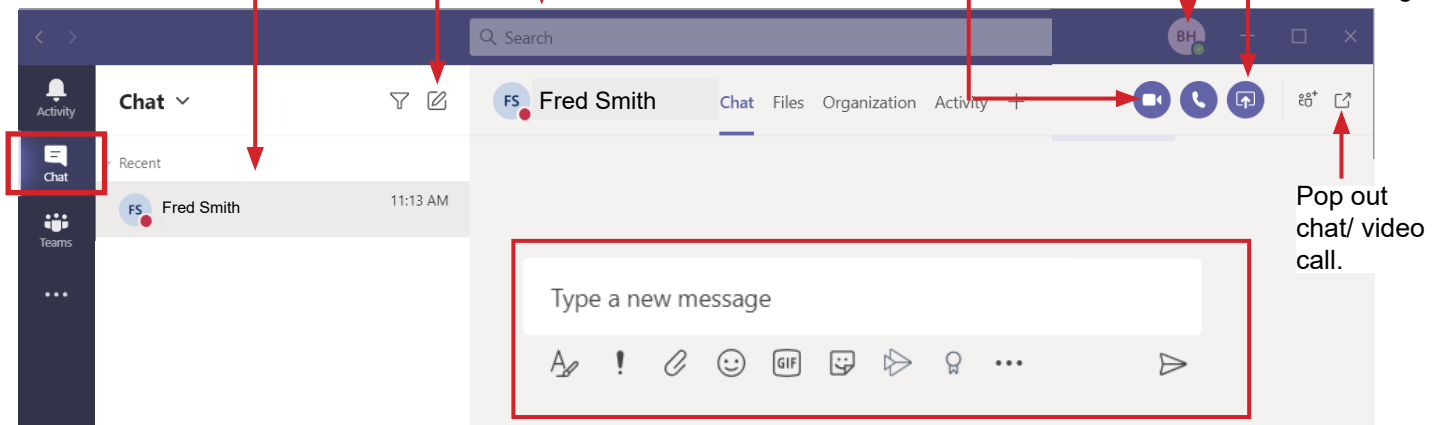 Search
BH
Activity
Chat
FS Fred Smith Chat Files Organization Activity
Recent
Chat
FS Fred Smith 11:13 AM
Teams
Pop out
chat/ video
call.
Type a new message
GIF